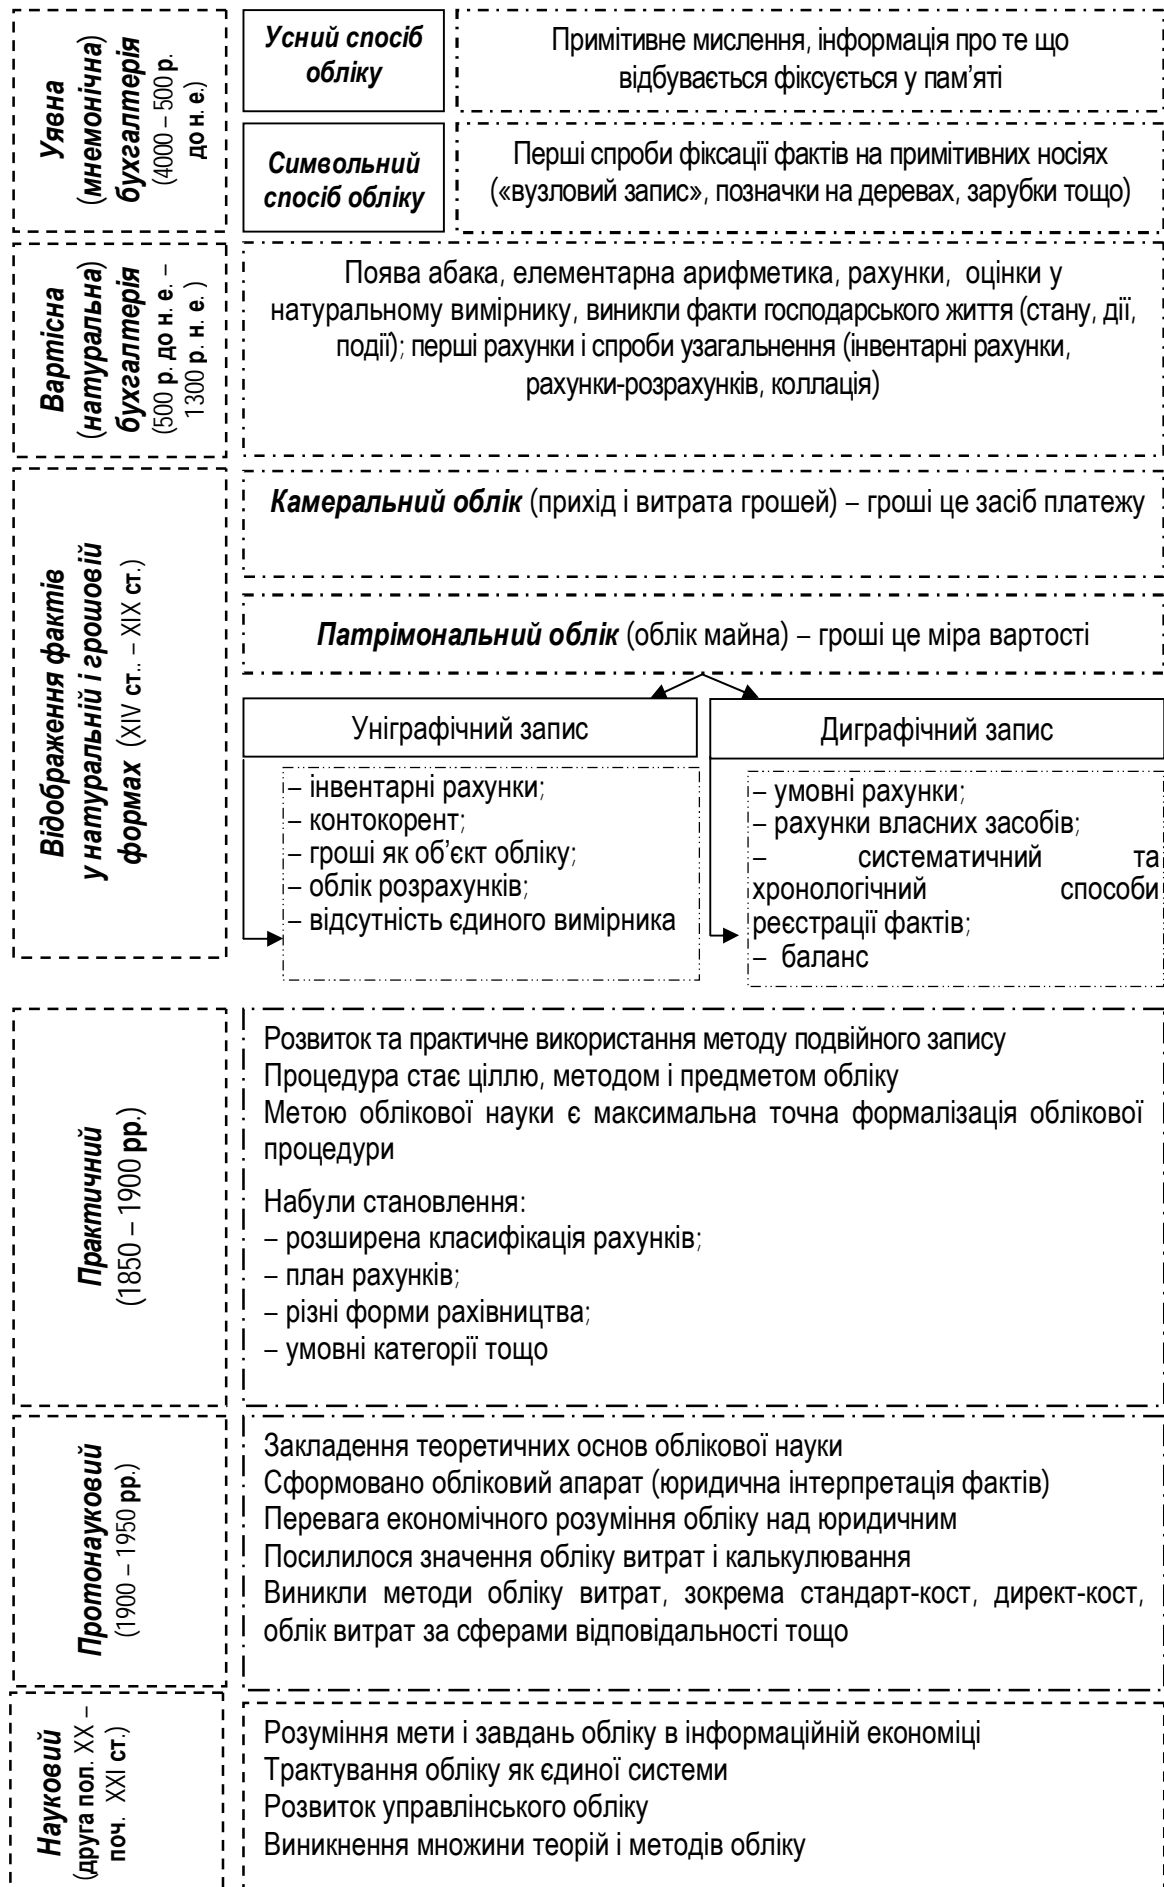 Уявна
(мнемонічна)
бухгалтерія
(4000 – 500 р.
до н. е.)
Усний спосіб
обліку
Примітивне мислення, інформація про те що
відбувається фіксується у пам’яті
Символьний
спосіб обліку
Перші спроби фіксації фактів на примітивних носіях
(«вузловий запис», позначки на деревах, зарубки тощо)
Вартісна
(натуральна)
бухгалтерія
(500 р. до н. е. –
1300 р. н. е. )
Поява абака, елементарна арифметика, рахунки, оцінки у
натуральному вимірнику, виникли факти господарського життя (стану, дії,
події); перші рахунки і спроби узагальнення (інвентарні рахунки,
рахунки-розрахунків, коллація)
Відображення фактів
у натуральній і грошовій
формах (XIV ст.. – XIX ст.)
Камеральний облік (прихід і витрата грошей) – гроші це засіб платежу
Патрімональний облік (облік майна) – гроші це міра вартості
Уніграфічний запис
– інвентарні рахунки;
– контокорент;
– гроші як об’єкт обліку;
– облік розрахунків;
– відсутність єдиного вимірника
Диграфічний запис
– умовні рахунки;
– рахунки власних засобів;
– систематичний та
хронологічний способи
реєстрації фактів;
– баланс
Практичний
(1850 – 1900 рр.)
Розвиток та практичне використання методу подвійного запису
Процедура стає ціллю, методом і предметом обліку
Метою облікової науки є максимальна точна формалізація облікової
процедури
Набули становлення:
– розширена класифікація рахунків;
– план рахунків;
– різні форми рахівництва;
– умовні категорії тощо
Протонауковий
(1900 – 1950 рр.)
Закладення теоретичних основ облікової науки
Сформовано обліковий апарат (юридична інтерпретація фактів)
Перевага економічного розуміння обліку над юридичним
Посилилося значення обліку витрат і калькулювання
Виникли методи обліку витрат, зокрема стандарт-кост, директ-кост,
облік витрат за сферами відповідальності тощо
Науковий
(друга пол. XX –
поч. XXI ст.)
Розуміння мети і завдань обліку в інформаційній економіці
Трактування обліку як єдиної системи
Розвиток управлінського обліку
Виникнення множини теорій і методів обліку